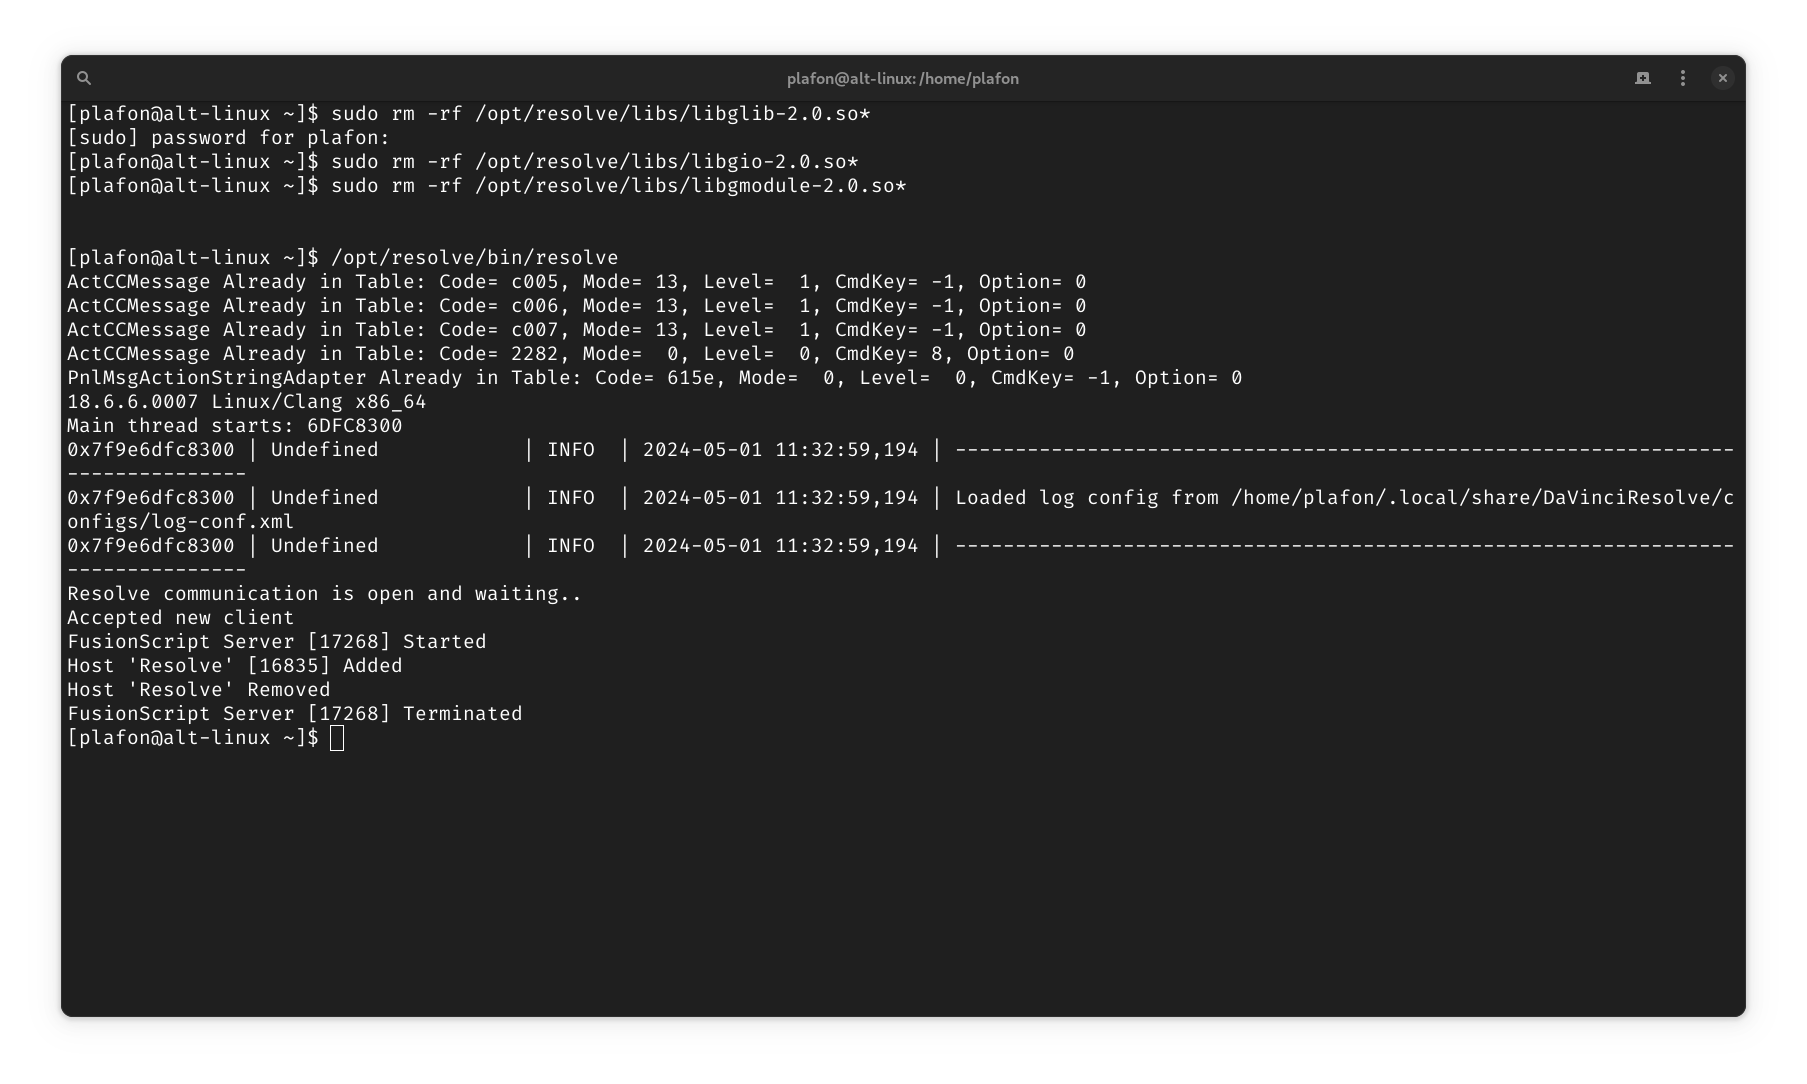 plafon@alt-linux:/home/plafon
[plafon@alt-linux ~]$ sudo rm -rf /opt/resolve/libs/libglib-2.0.so*
[sudo] password for plafon:
[plafon@alt-linux ~]$ sudo rm -rf /opt/resolve/libs/libgio-2.0.so*
[plafon@alt-linux ~]$ sudo rm -rf /opt/resolve/libs/libgmodule-2.0.so*
[plafon@alt-linux ~]$ /opt/resolve/bin/resolve
ActCCMessage Already in Table: Code= c005, Mode= 13, Level=  1, CmdKey= -1, Option= 0
ActCCMessage Already in Table: Code= c006, Mode= 13, Level=  1, CmdKey= -1, Option= 0
ActCCMessage Already in Table: Code= c007, Mode= 13, Level=  1, CmdKey= -1, Option= 0
ActCCMessage Already in Table: Code= 2282, Mode=  0, Level=  0, CmdKey= 8, Option= 0
PnlMsgActionStringAdapter Already in Table: Code= 615e, Mode=  0, Level=  0, CmdKey= -1, Option= 0
18.6.6.0007 Linux/Clang x86_64
Main thread starts: 6DFC8300
0x7f9e6dfc8300 | Undefined            | INFO  | 2024-05-01 11:32:59,194 | -----------------------------------------------------------------
---------------
0x7f9e6dfc8300 | Undefined            | INFO  | 2024-05-01 11:32:59,194 | Loaded log config from /home/plafon/.local/share/DaVinciResolve/c
onfigs/log-conf.xml
0x7f9e6dfc8300 | Undefined            | INFO  | 2024-05-01 11:32:59,194 | -----------------------------------------------------------------
---------------
Resolve communication is open and waiting..
Accepted new client
FusionScript Server [17268] Started
Host 'Resolve' [16835] Added
Host 'Resolve' Removed
FusionScript Server [17268] Terminated
[plafon@alt-linux ~]$